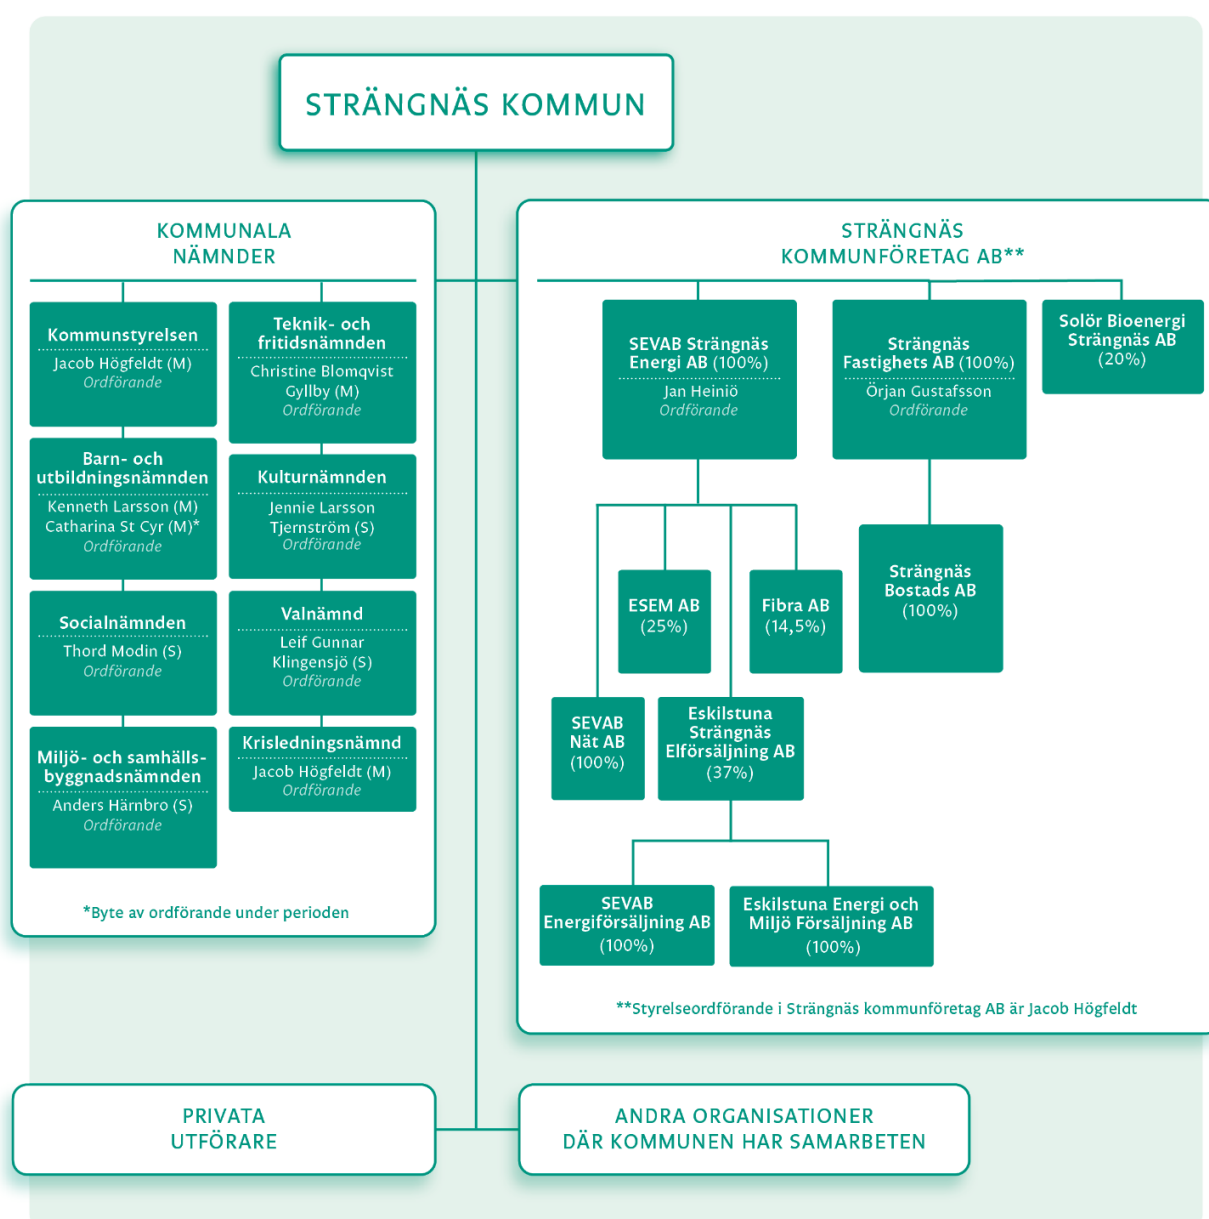 STRÄNGNÄS KOMMUN
KOMMUNALA
NÄMNDER
Kommunstyrelsen
Jacob Högfeldt (M)
Ordförande
Teknik- och
fritidsnämnden
Christine Blomqvist
Gyllby (M)
Ordförande
Barn- och
utbildningsnämnden
Kenneth Larsson (M)
Catharina St Cyr (M)*
Ordförande
Kulturnämnden
Jennie Larsson
Tjernström (S)
Ordförande
Socialnämnden
Thord Modin (S)
Ordförande
Valnämnd
Leif Gunnar
Klingensjö (S)
Ordförande
Miljö- och samhälls-
byggnadsnämnden
Anders Härnbro (S)
Ordförande
Krisledningsnämnd
Jacob Högfeldt (M)
Ordförande
*Byte av ordförande under perioden
STRÄNGNÄS
KOMMUNFÖRETAG AB**
SEVAB Strängnäs
Energi AB (100%)
Jan Heiniö
Ordförande
Strängnäs
Fastighets AB (100%)
Örjan Gustafsson
Ordförande
Solör Bioenergi
Strängnäs AB
(20%)
ESEM AB
(25%)
Fibra AB
(14,5%)
Strängnäs
Bostads AB
(100%)
SEVAB
Nät AB
(100%)
Eskilstuna
Strängnäs
Elförsäljning AB
(37%)
SEVAB
Energiförsäljning AB
(100%)
Eskilstuna Energi och
Miljö Försäljning AB
(100%)
**Styrelseordförande i Strängnäs kommunföretag AB är Jacob Högfeldt
PRIVATA
UTFÖRARE
ANDRA ORGANISATIONER
DÄR KOMMUNEN HAR SAMARBETEN